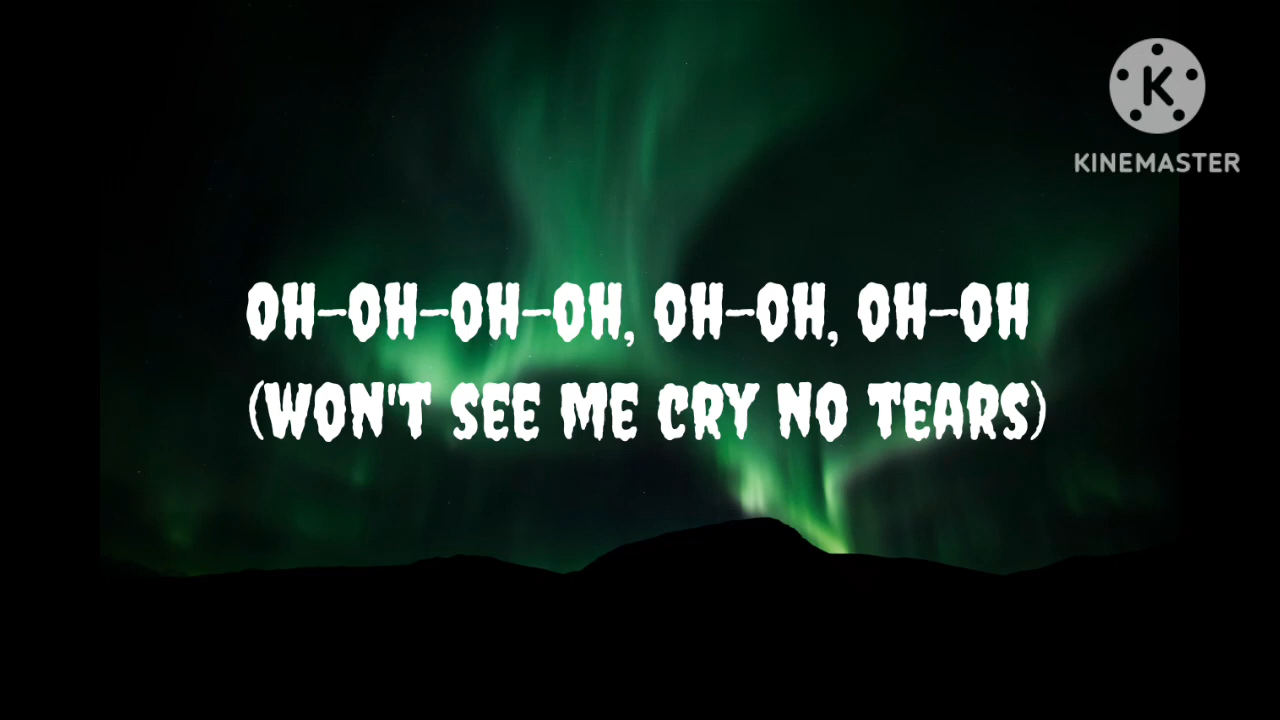 K
KINEMASTER
OH-OH-OH-OH, OH-OH, OH-OH
(WON'T SEE ME CRY NO TEARS)